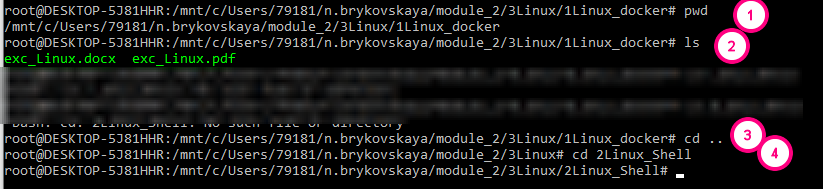 root@DESKTOP-5J81HHR:/mnt/c/Users/79181/n.brykovskaya/module_2/3Linux/1Linux_docker# pwd 1
/mnt/c/Users/79181/n.brykovskaya/module_2/3Linux/1Linux_docker
root@DESKTOP-5J81HHR:/mnt/c/Users/79181/n.brykovskaya/module_2/3Linux/1Linux_docker# ls 2
exc_Linux.docx exc_Linux.pdf
-bash: cd: 2Linux_Shell: No such file or directory
root@DESKTOP-5J81HHR:/mnt/c/Users/79181/n.brykovskaya/module_2/3Linux/1Linux_docker# cd .. 3
root@DESKTOP-5J81HHR:/mnt/c/Users/79181/n.brykovskaya/module_2/3Linux# cd 2Linux_Shell 4
root@DESKTOP-5J81HHR:/mnt/c/Users/79181/n.brykovskaya/module_2/3Linux/2Linux_Shell# _